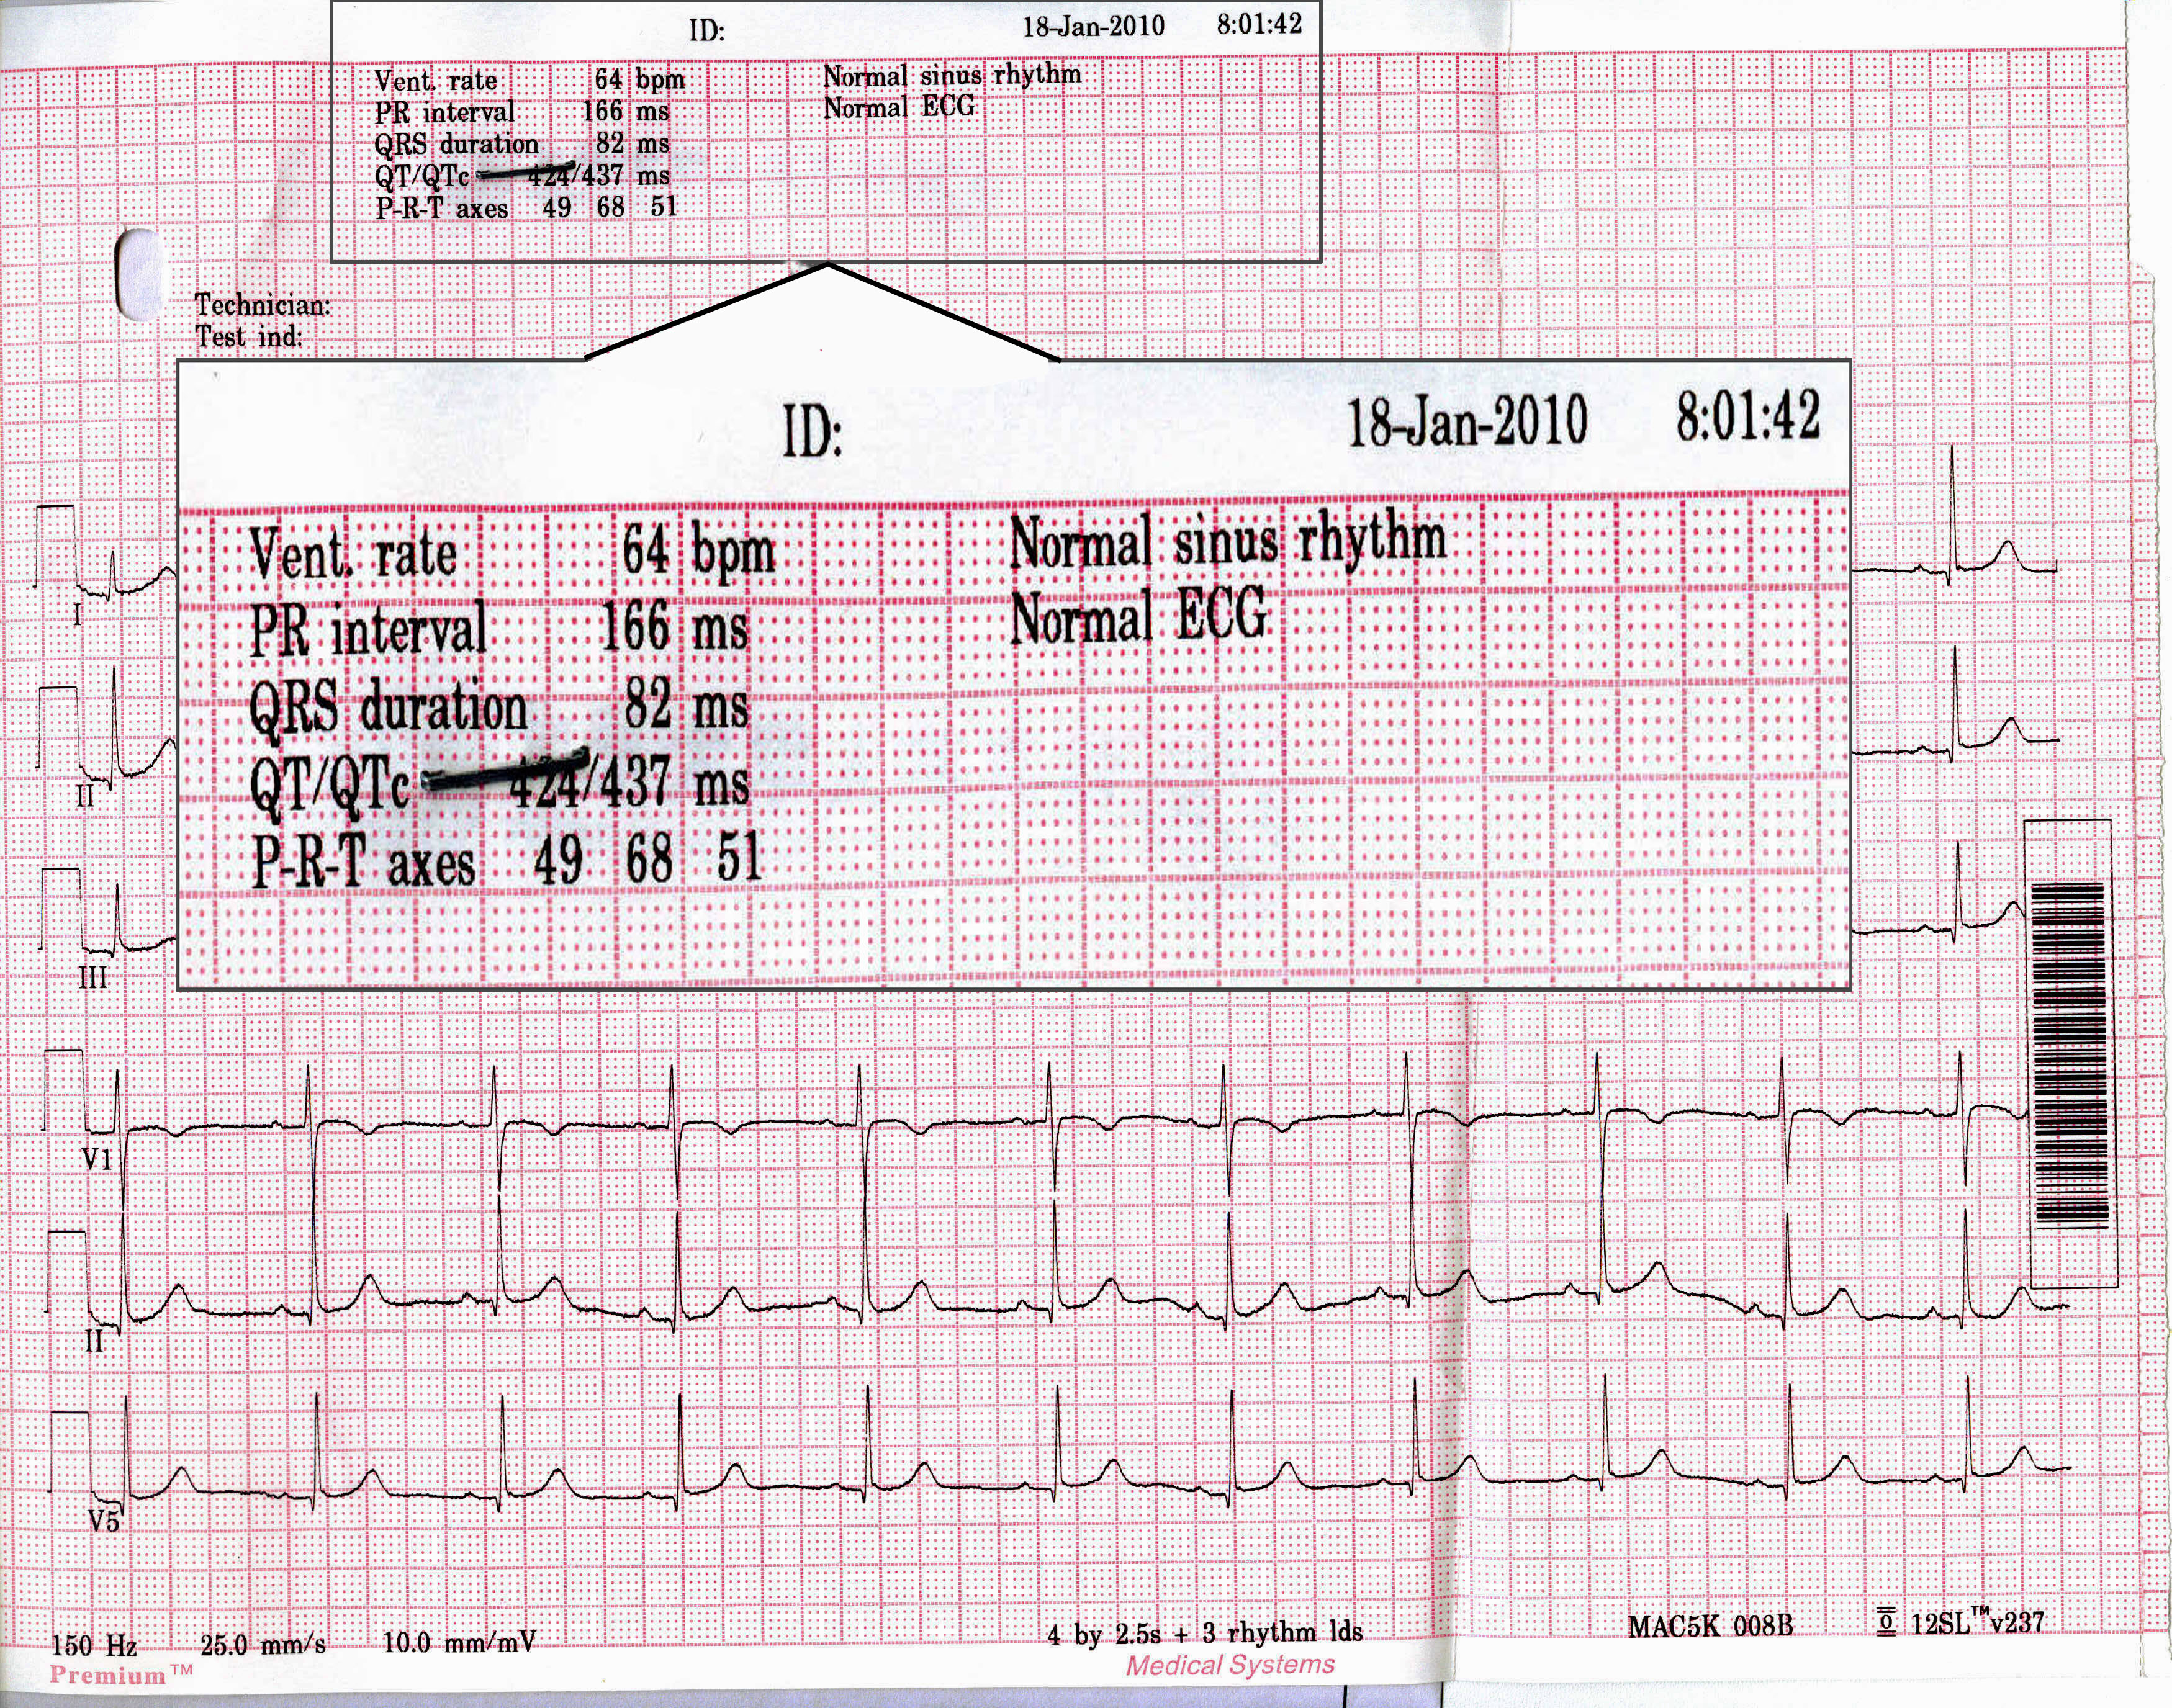 ID: 18-Jan-2010 8:01:42
Vent. rate 64 bpm Normal sinus rhythm
PR interval 166 ms Normal ECG
QRS duration 82 ms
QT/QTc 424/437 ms
P-R-T axes 49 68 51
Technician:
Test ind:
ID: 18-Jan-2010 8:01:42
Vent. rate 64 bpm Normal sinus rhythm
PR interval 166 ms Normal ECG
QRS duration 82 ms
QT/QTc 424/437 ms
P-R-T axes 49 68 51
I
II
III
V1
II
V5
150 Hz 25.0 mm/s 10.0 mm/mV 4 by 2.5s + 3 rhythm lds MAC5K 008B 12SL™v237
Premium™ Medical Systems